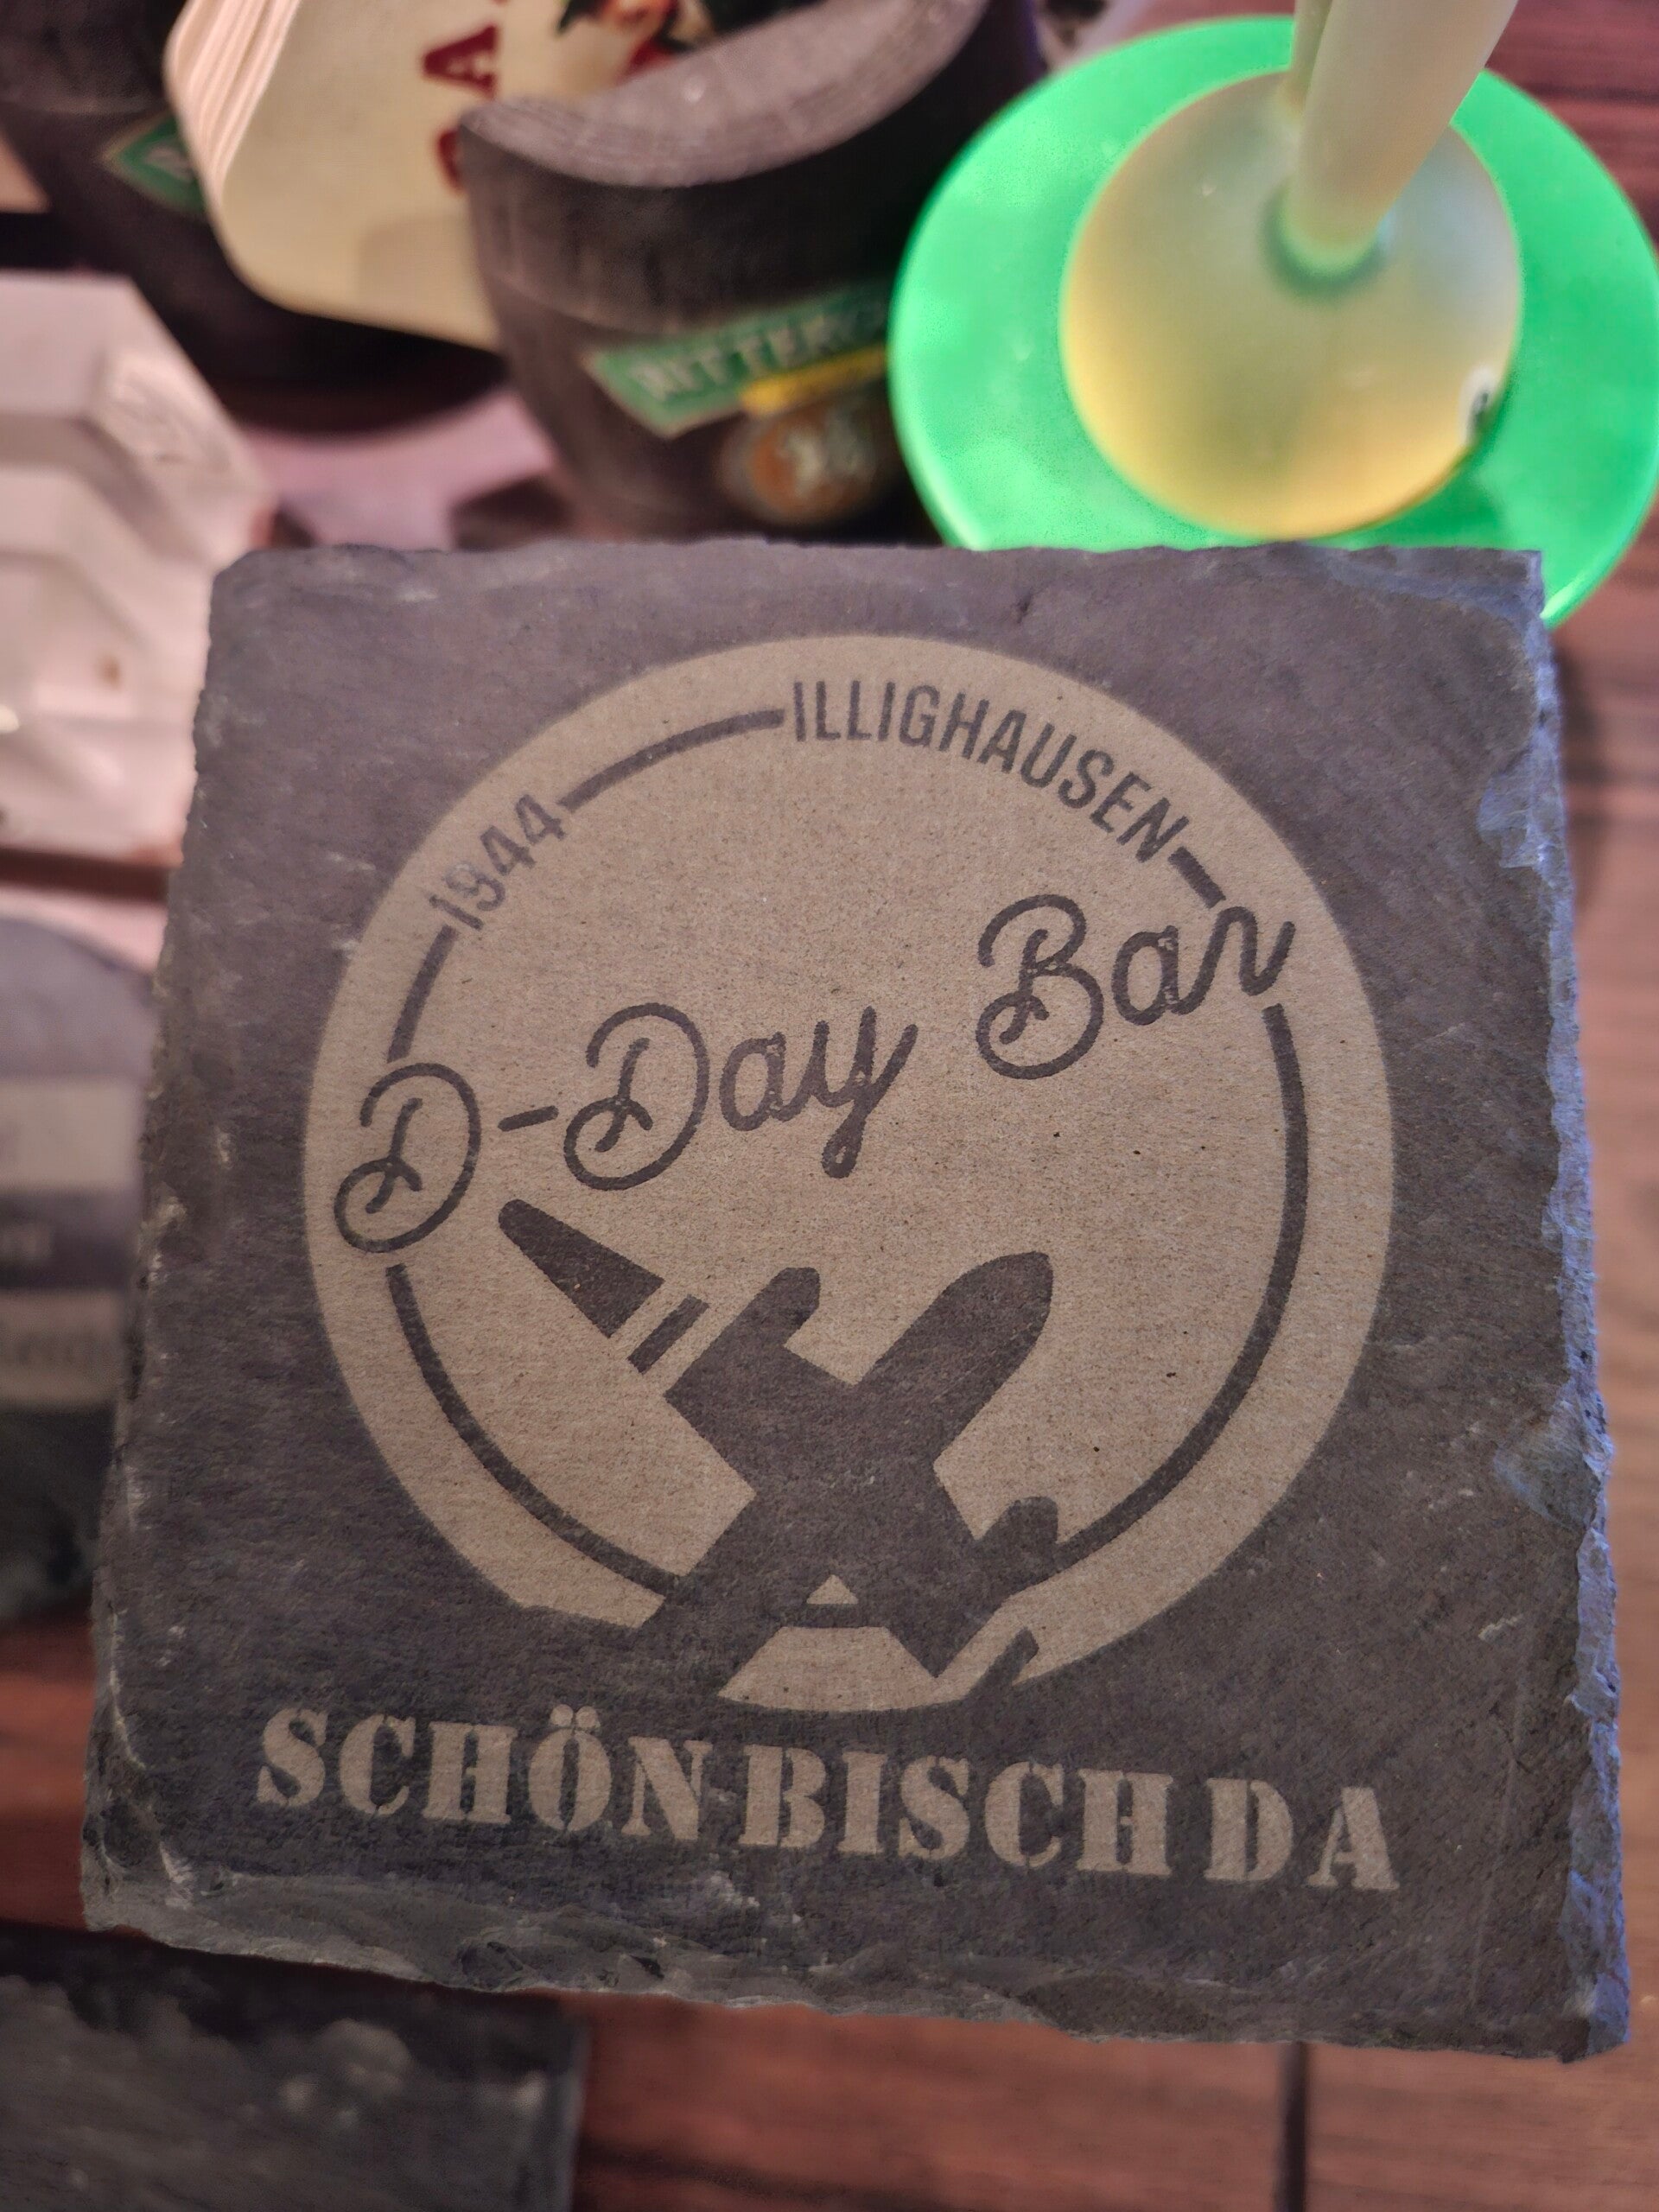 1944
ILLIGHAUSEN
D-Day Bar
SCHÖN BISCH DA